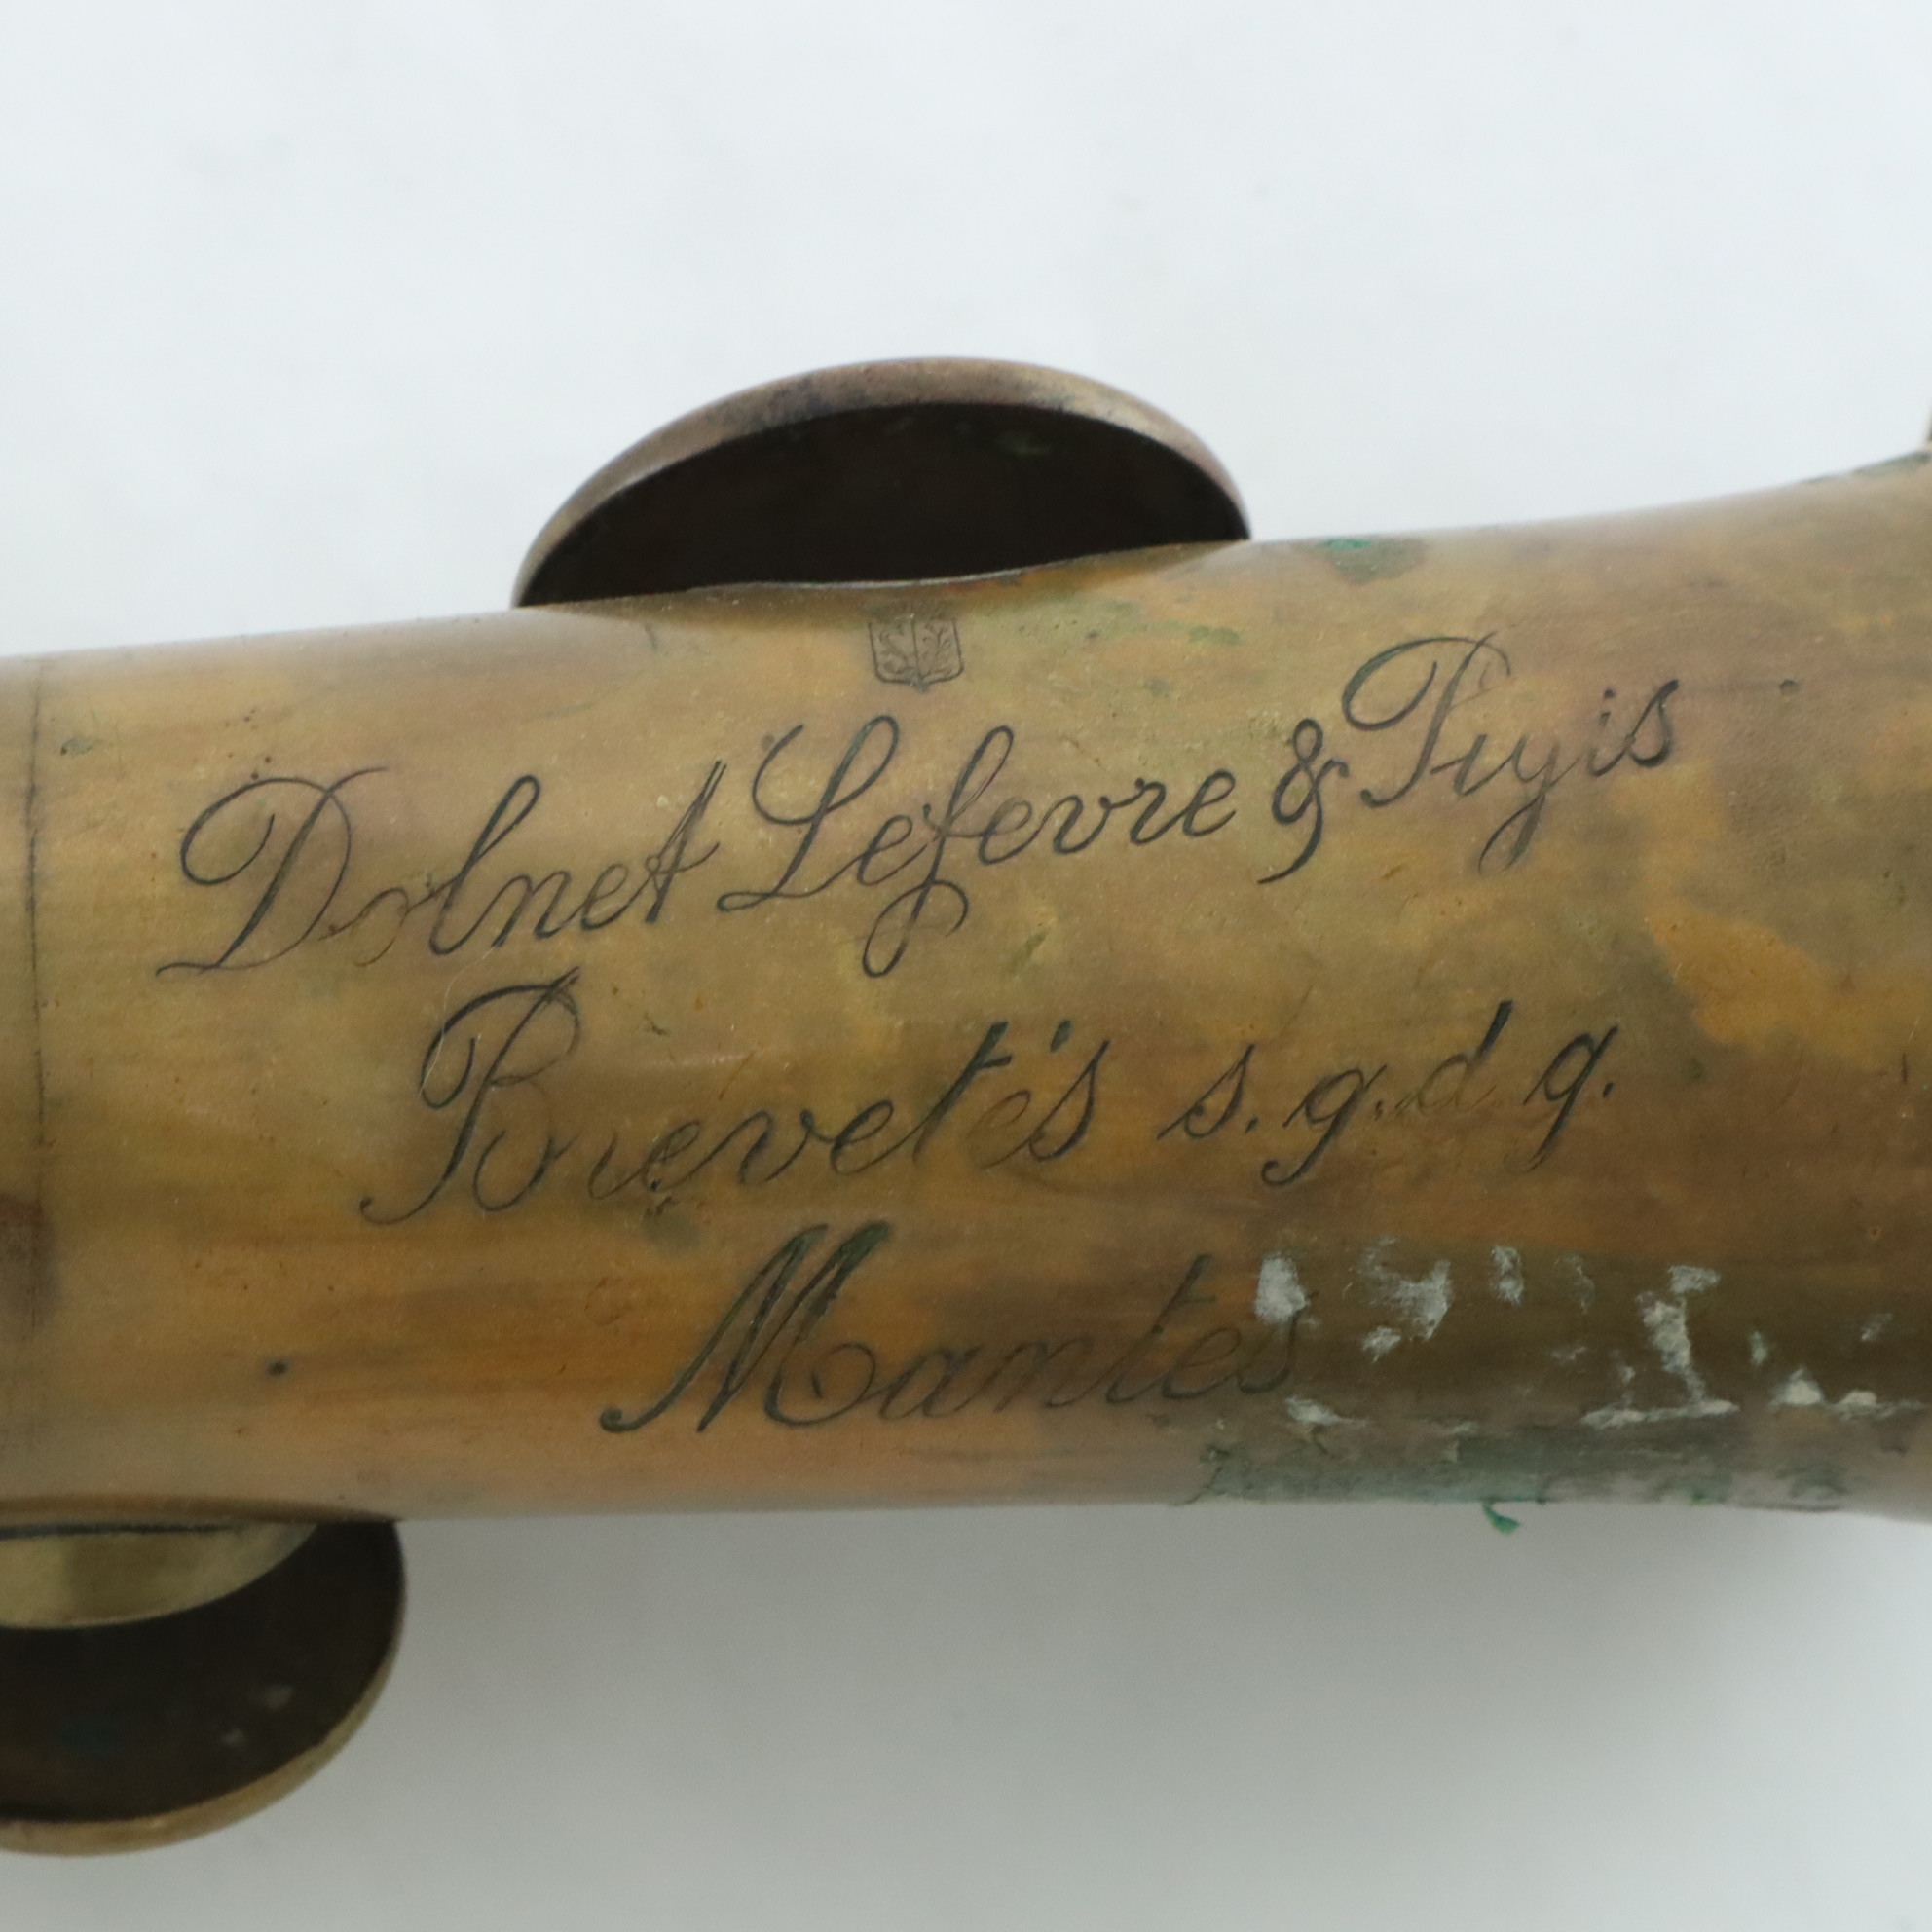 Dolnet Lefevre & Pigis
Brevetés s.g.d.g.
Mantes